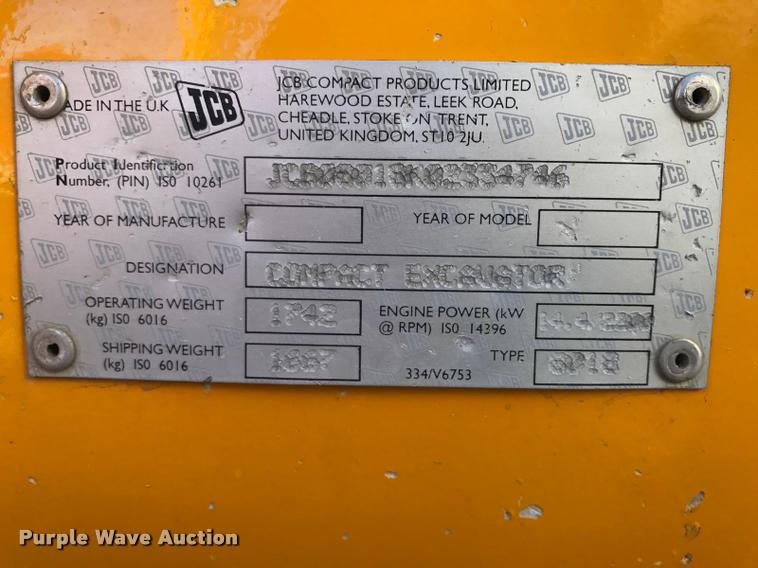 MADE IN THE U.K
JCB
JCB COMPACT PRODUCTS LIMITED
HAREWOOD ESTATE, LEEK ROAD,
CHEADLE, STOKE ON TRENT,
UNITED KINGDOM, ST10 2JU.
Product Identification
Number, (PIN) ISO 10261
YEAR OF MANUFACTURE
YEAR OF MODEL
DESIGNATION COMPACT EXCAVATOR
OPERATING WEIGHT
(kg) ISO 6016
1742
ENGINE POWER (kW
@ RPM) ISO 14396
SHIPPING WEIGHT
(kg) ISO 6016
TYPE
334/V6753
Purple Wave Auction